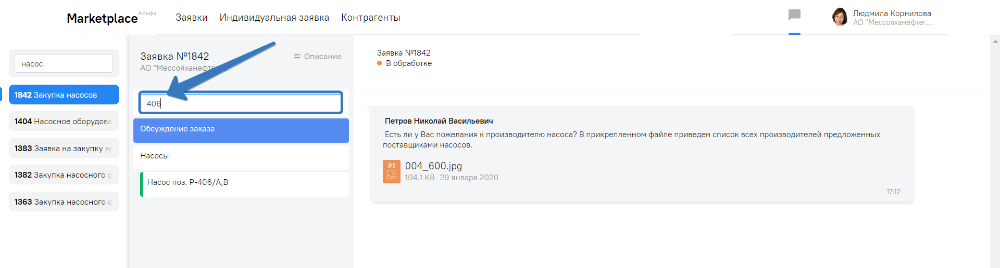 Marketplace Альфа
Заявки Индивидуальная заявка Контрагенты
Людмила Корнилова
АО "Мессояханефтег...
насос
1842 Закупка насосов
1404 Насосное оборудова
1383 Заявка на закупку на
1382 Закупка насосного о
1363 Закупка насосного о
Заявка №1842
Описание
АО "Мессояханефте
406
Обсуждение заказа
Насосы
Насос поз. Р-406/А,В
Заявка №1842
В обработке
Петров Николай Васильевич
Есть ли у Вас пожелания к производителю насоса? В прикрепленном файле приведен список всех производителей предложенных
поставщиками насосов.
jpg
004_600.jpg
104.1 KB 29 января 2020
17:12